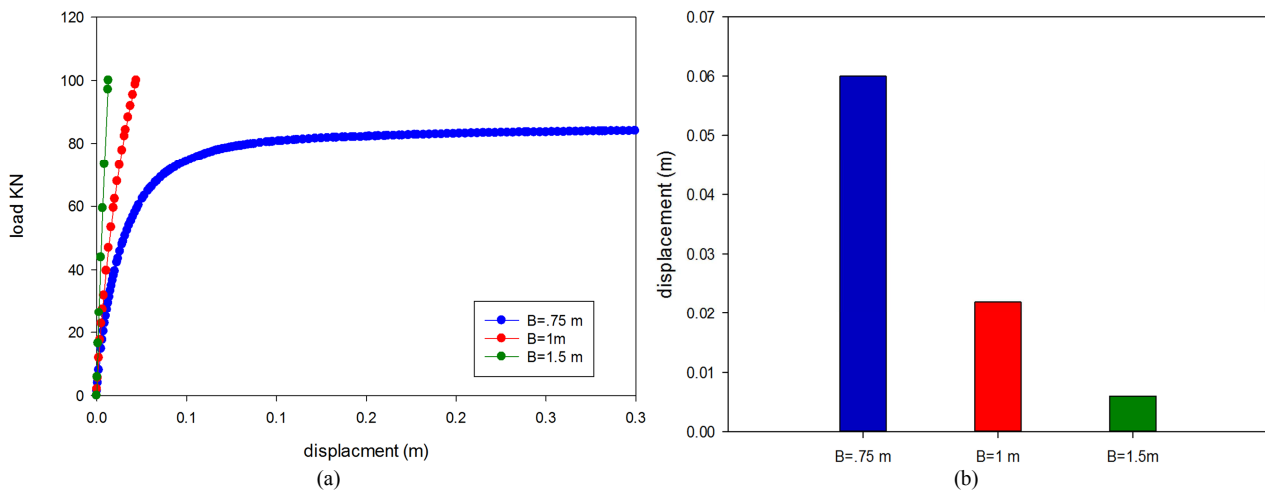 120
100
80
60
40
20
0
load KN
0.0 0.1 0.1 0.2 0.2 0.3 0.3
displacment (m)
B=.75 m
B=1m
B=1.5 m
(a)
0.07
0.06
0.05
0.04
0.03
0.02
0.01
0.00
displacement (m)
B=.75 m B=1 m B=1.5m
(b)